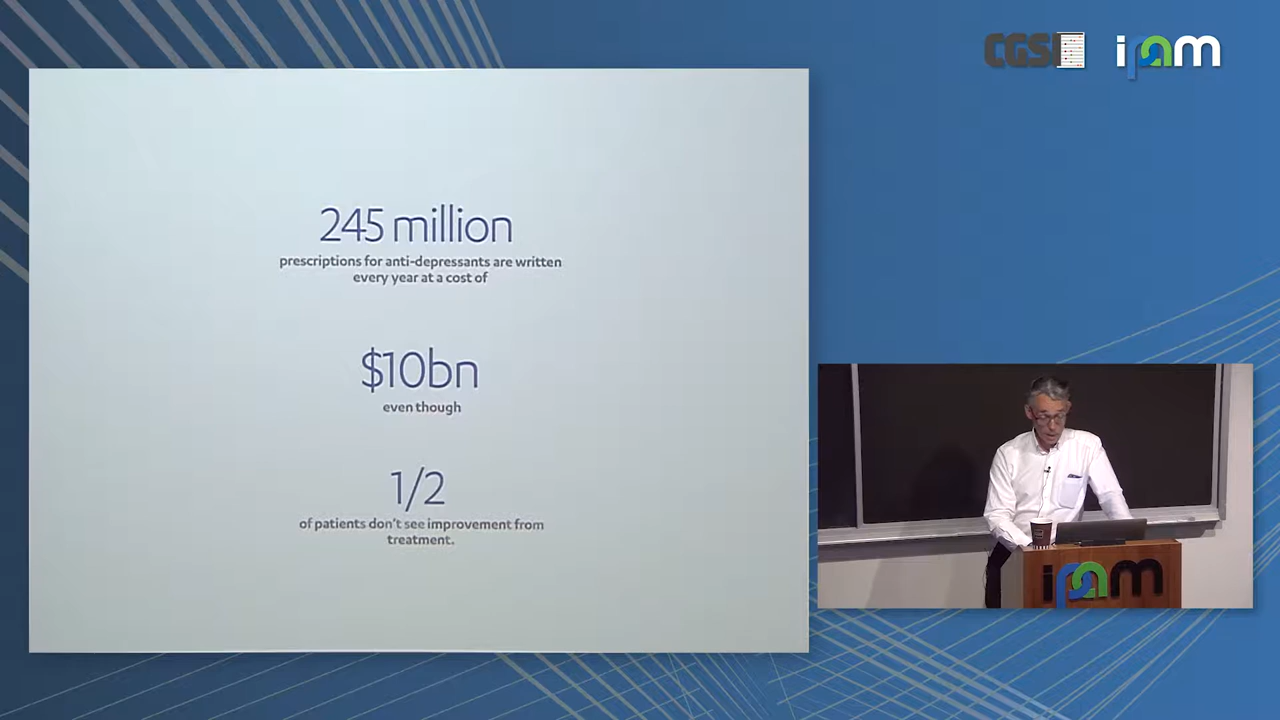 CGSI
ipam
245 million
prescriptions for anti-depressants are written
every year at a cost of
$10bn
even though
1/2
of patients don't see improvement from
treatment.
ipam